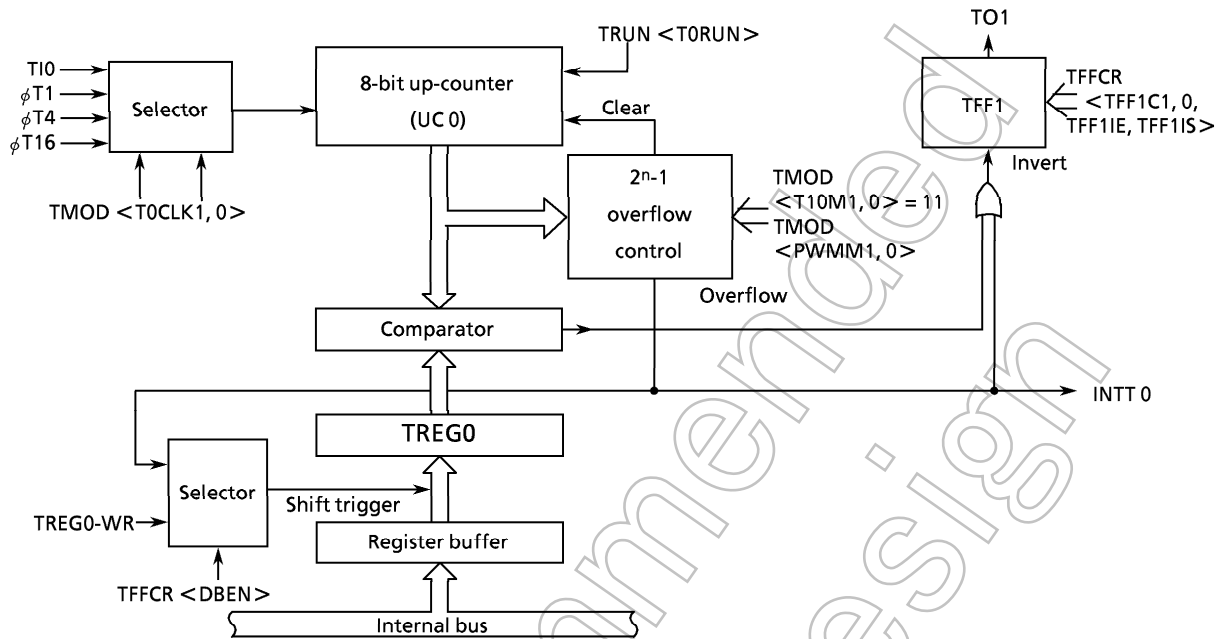 TO1
TRUN <T0RUN>
TI0
ϕT1
ϕT4
ϕT16
Selector
8-bit up-counter
(UC 0)
Clear
TFF1
TFFCR
<TFF1C1, 0,
TFF1IE, TFF1IS>
Invert
TMOD <T0CLK1, 0>
2ⁿ-1
overflow
control
TMOD
<T10M1, 0> = 11
TMOD
<PWMM1, 0>
Overflow
Comparator
INTT 0
TREG0
Selector
Shift trigger
TREG0-WR
Register buffer
TFFCR <DBEN>
Internal bus
mmended
esign